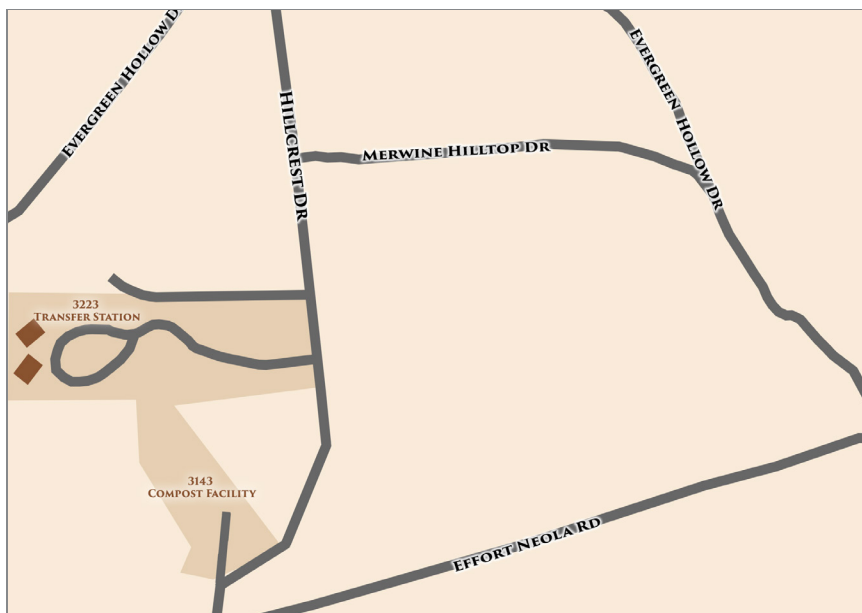 EVERGREEN HOLLOW D
HILLCREST DR
MERWINE HILLTOP DR
EVERGREEN HOLLOW DR
3223
TRANSFER STATION
3143
COMPOST FACILITY
EFFORT NEOLA RD